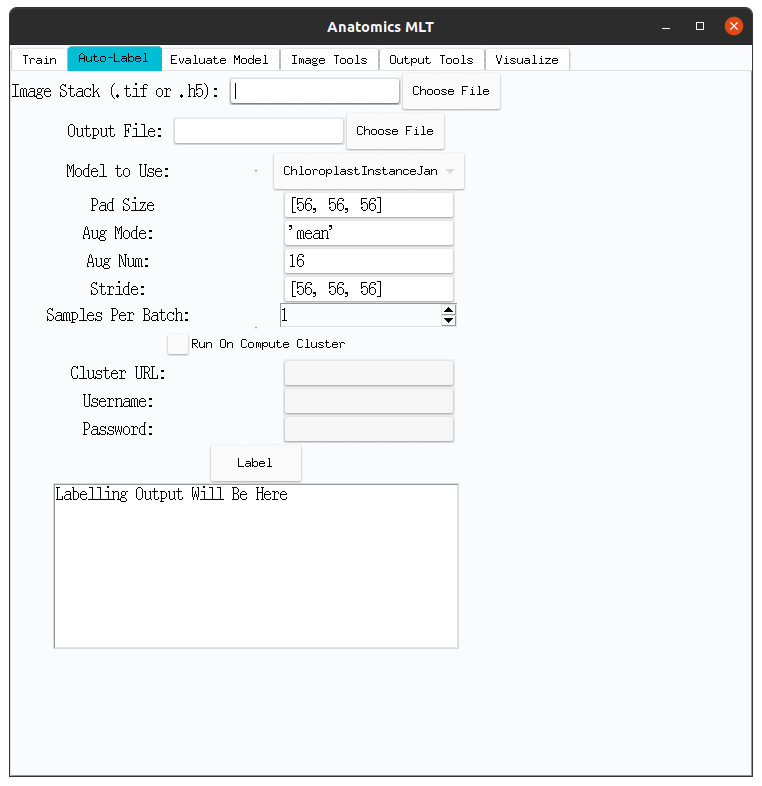 Anatomics MLT
Train Auto-Label Evaluate Model Image Tools Output Tools Visualize
Image Stack (.tif or .h5): Choose File
Output File: Choose File
Model to Use: ChloroplastInstanceJan
Pad Size [56, 56, 56]
Aug Mode: 'mean'
Aug Num: 16
Stride: [56, 56, 56]
Samples Per Batch: 1
Run On Compute Cluster
Cluster URL:
Username:
Password:
Label
Labelling Output Will Be Here